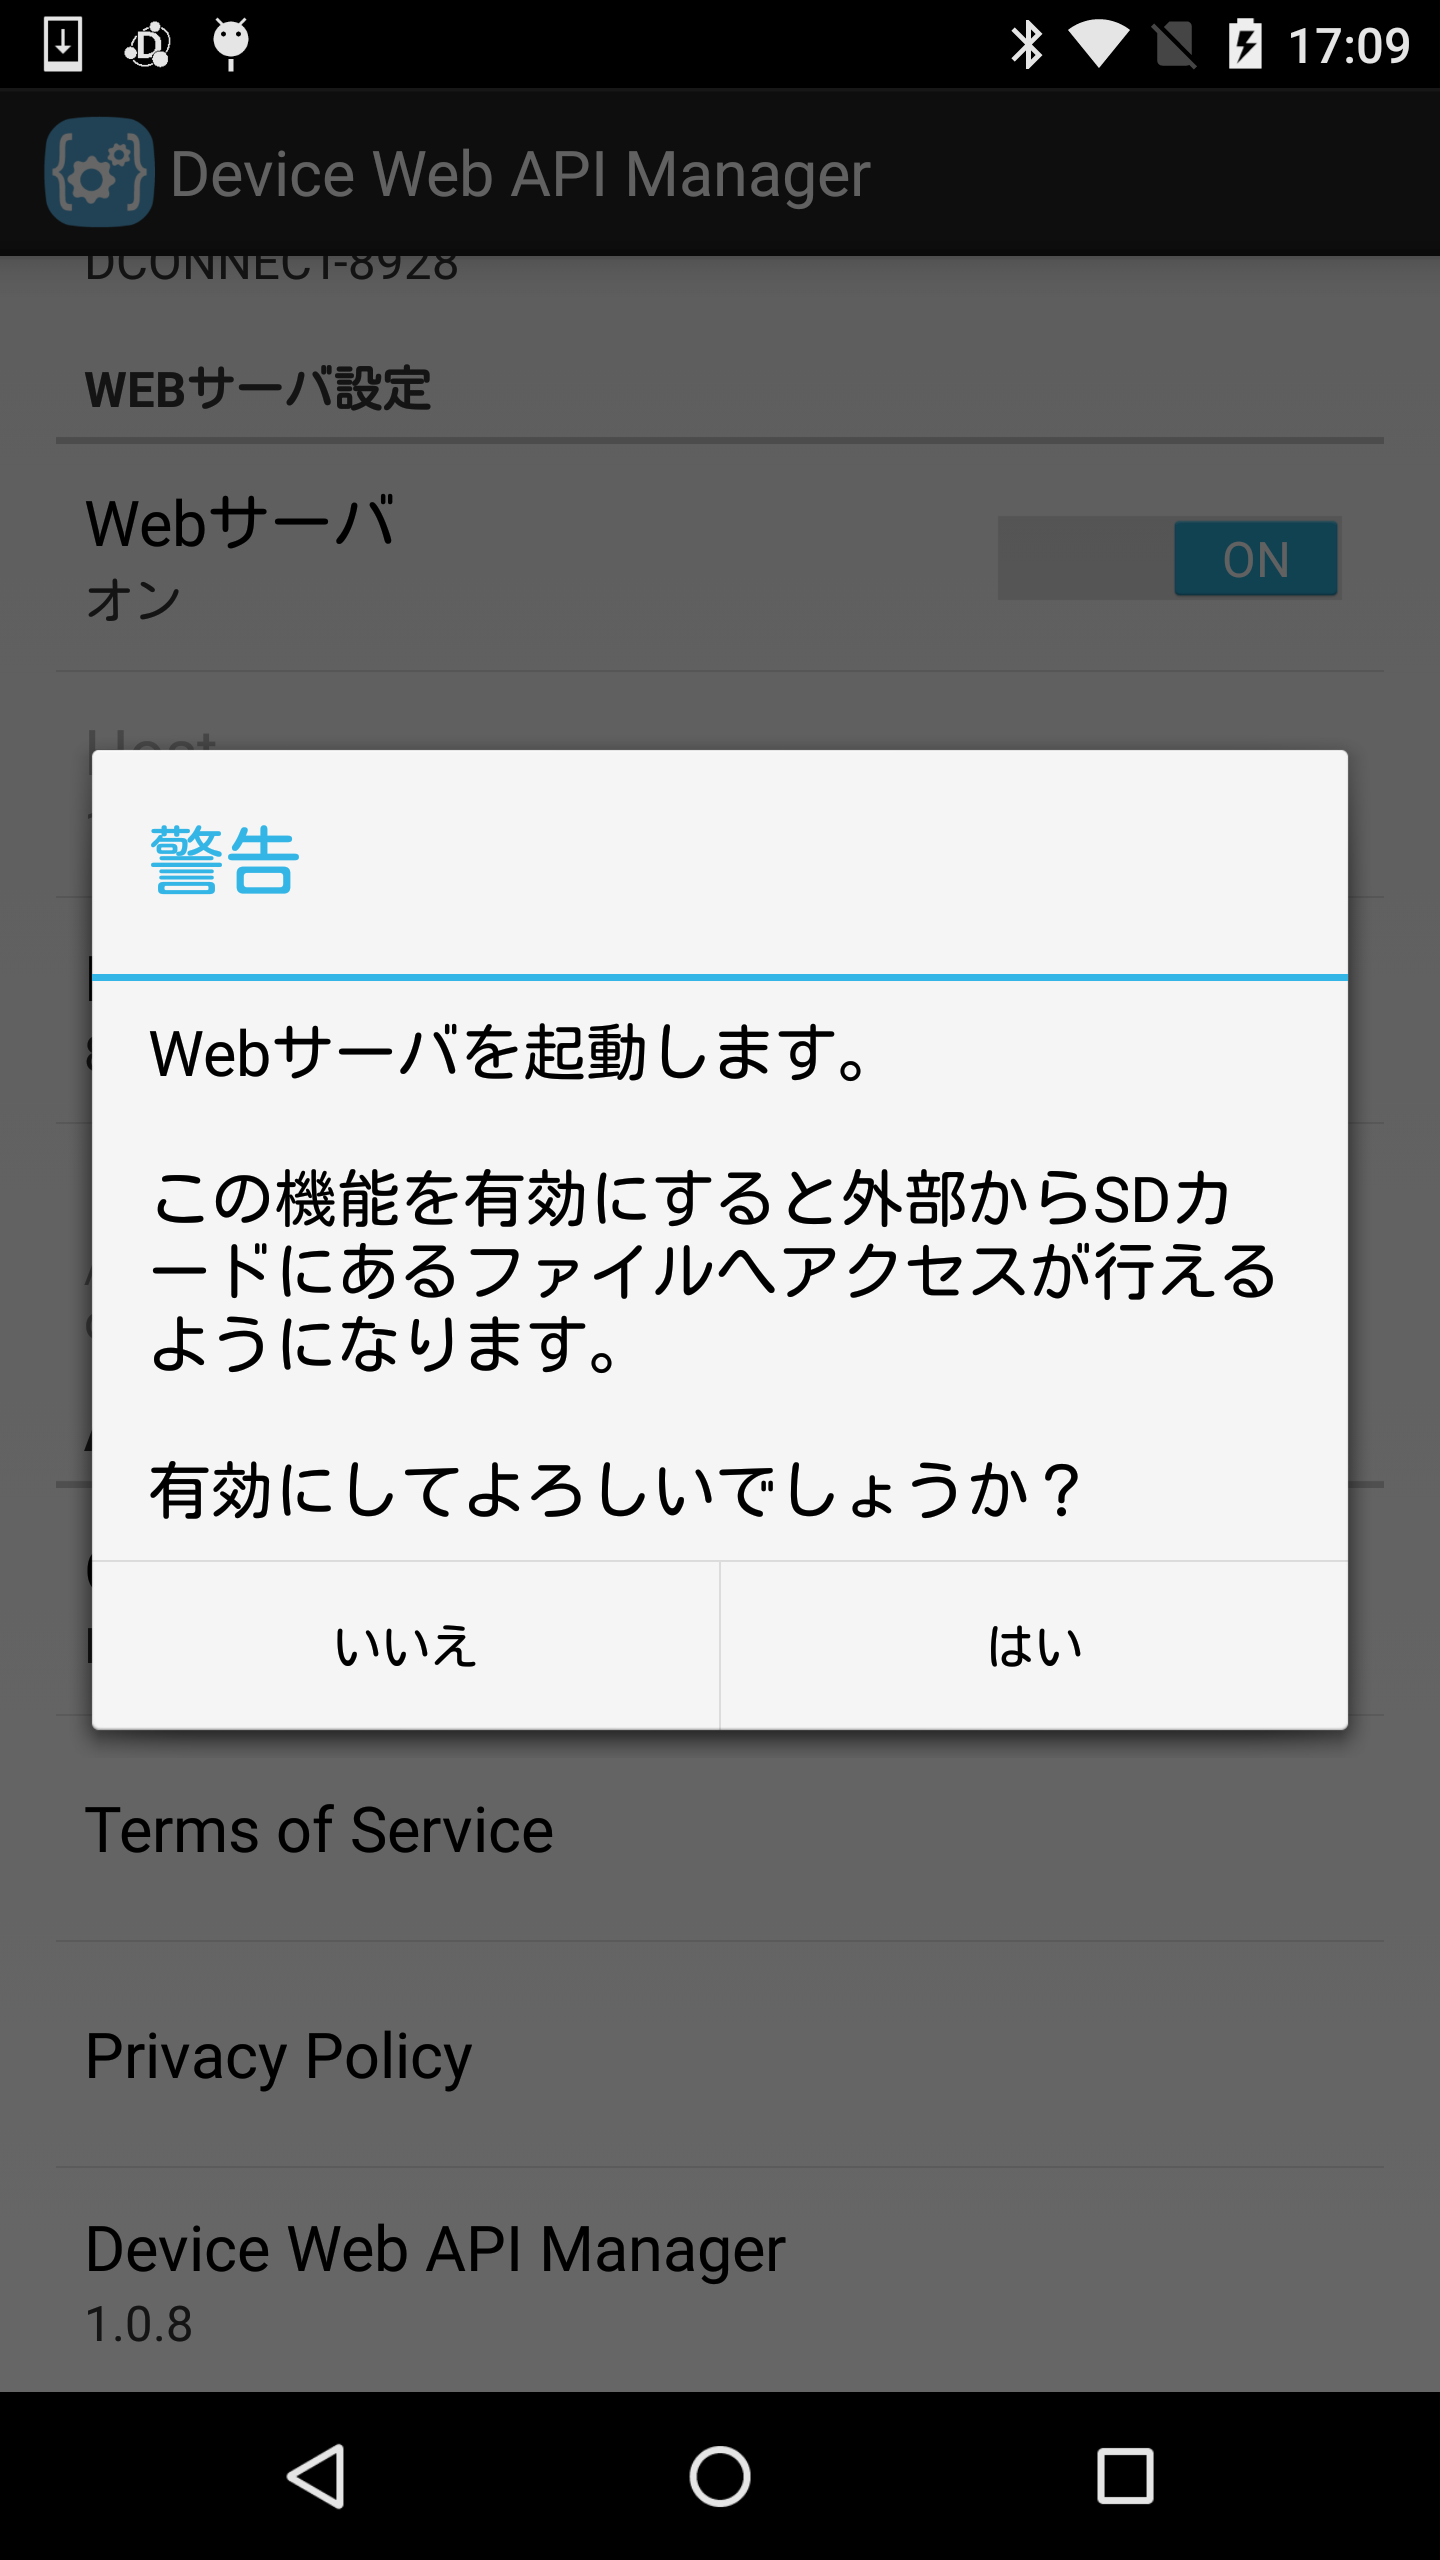 17:09
Device Web API Manager
DCONNECT-8928
WEBサーバ設定
Webサーバ
オン
ON
警告
Webサーバを起動します。
この機能を有効にすると外部からSDカ
ードにあるファイルへアクセスが行える
ようになります。
有効にしてよろしいでしょうか？
いいえ
はい
Terms of Service
Privacy Policy
Device Web API Manager
1.0.8